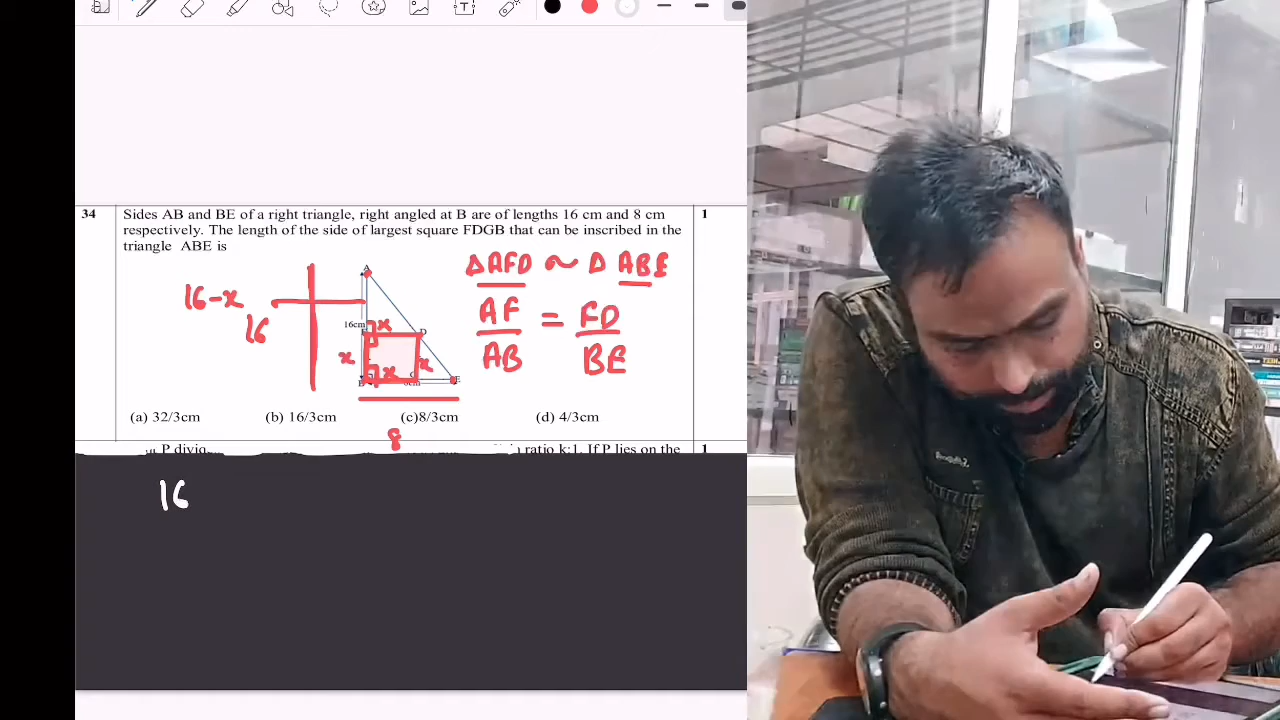 T
34
Sides AB and BE of a right triangle, right angled at B are of lengths 16 cm and 8 cm
respectively. The length of the side of largest square FDGB that can be inscribed in the
triangle ABE is
1
A
△AFD ~ △ABE
16-x
16
16cm
x
D
AF = FD
AB BE
x
x
x
B
E
(a) 32/3cm
(b) 16/3cm
(c)8/3cm
(d) 4/3cm
8
P divi
ratio k:1. If P lies on the
1
16